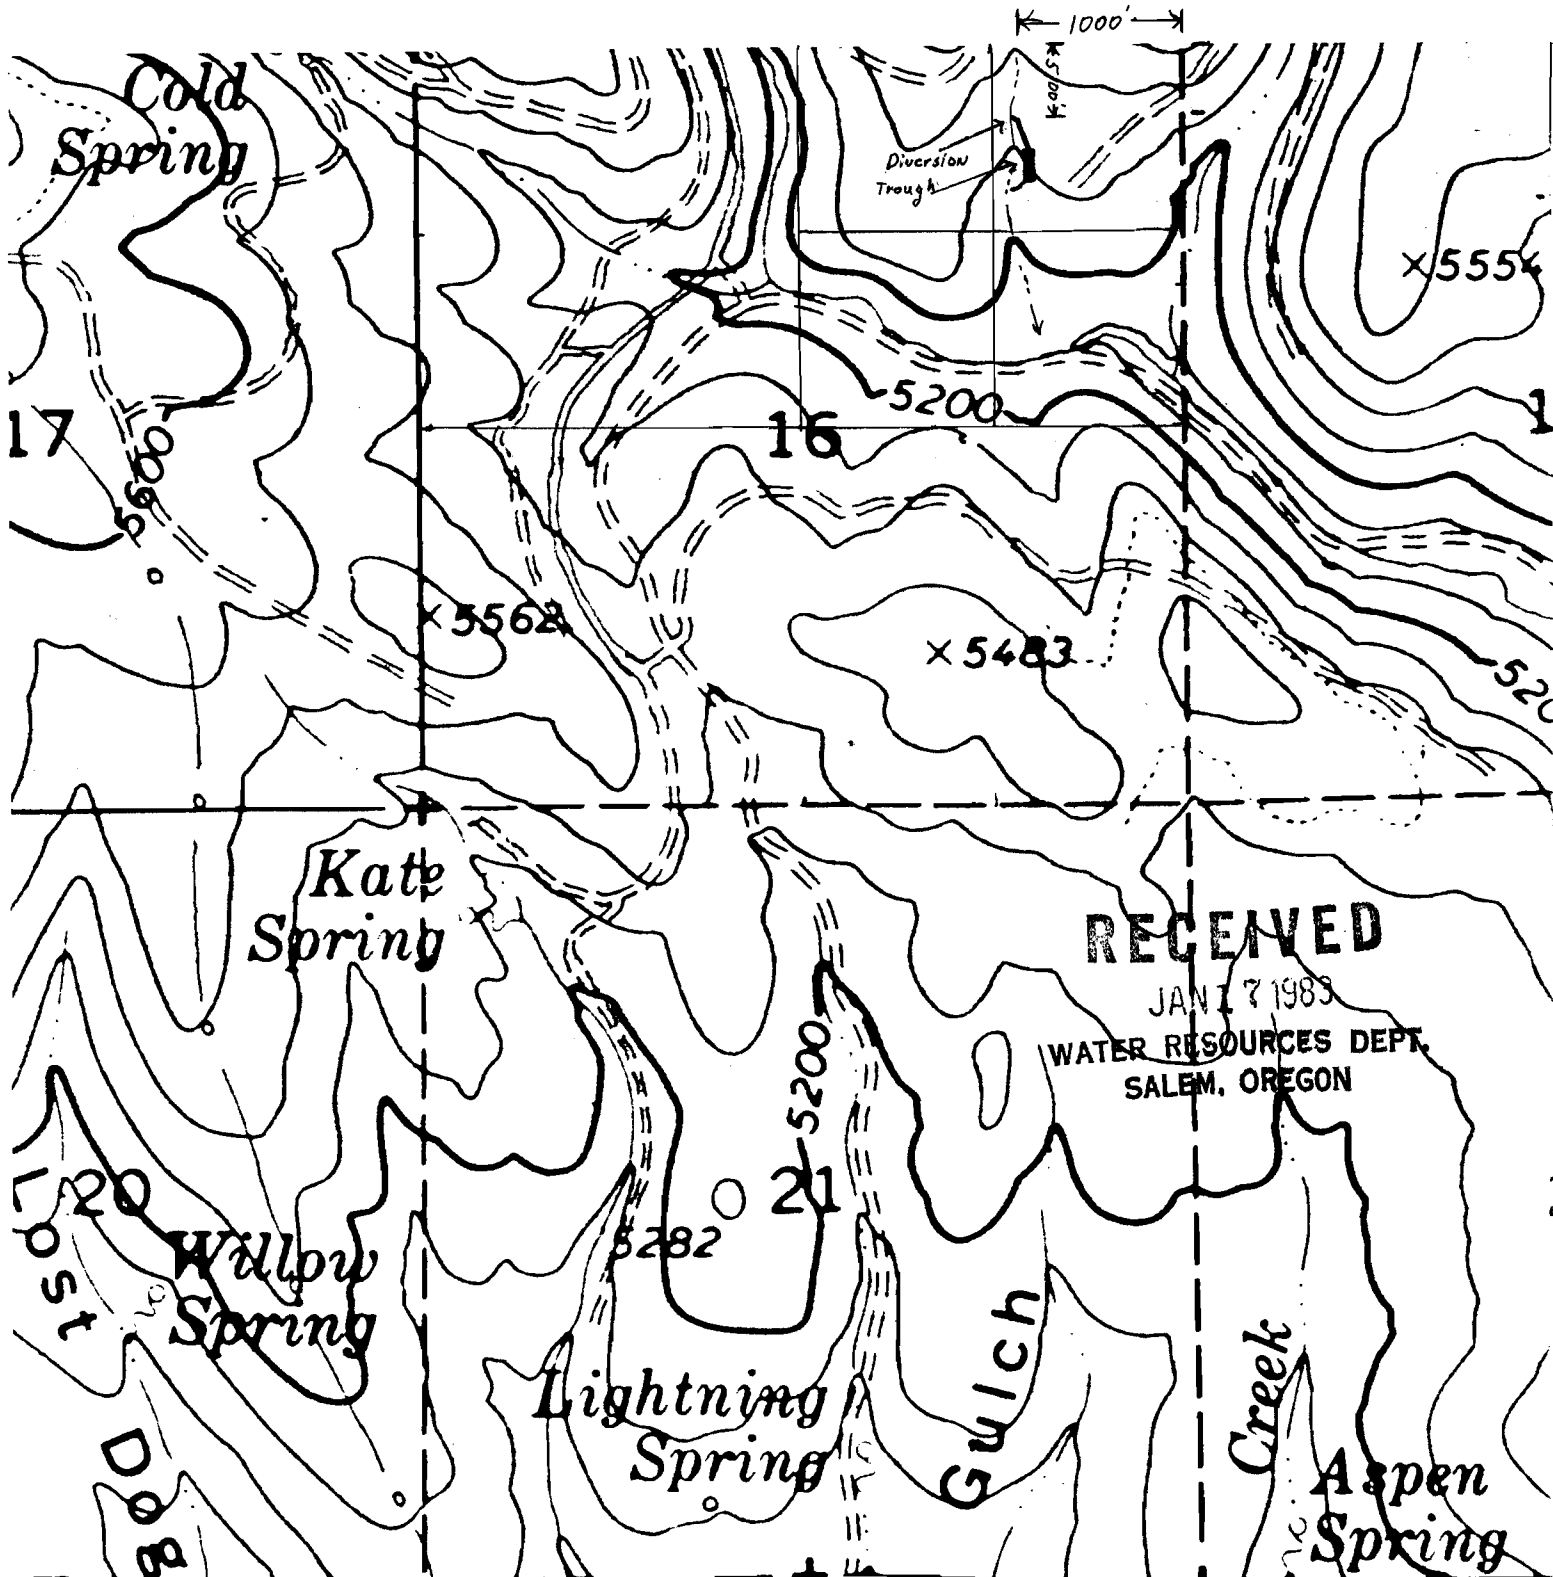 1000'
500'
Cold
Spring
Diversion
Trough
5554
5200
17
16
5600
5562
5483
Kate
Spring
RECEIVED
JAN 17 1983
WATER RESOURCES DEPT.
SALEM, OREGON
5200
20
21
Lost
Willow
Spring
5282
Lightning
Spring
Gulch
Creek
Aspen
Spring
Dog